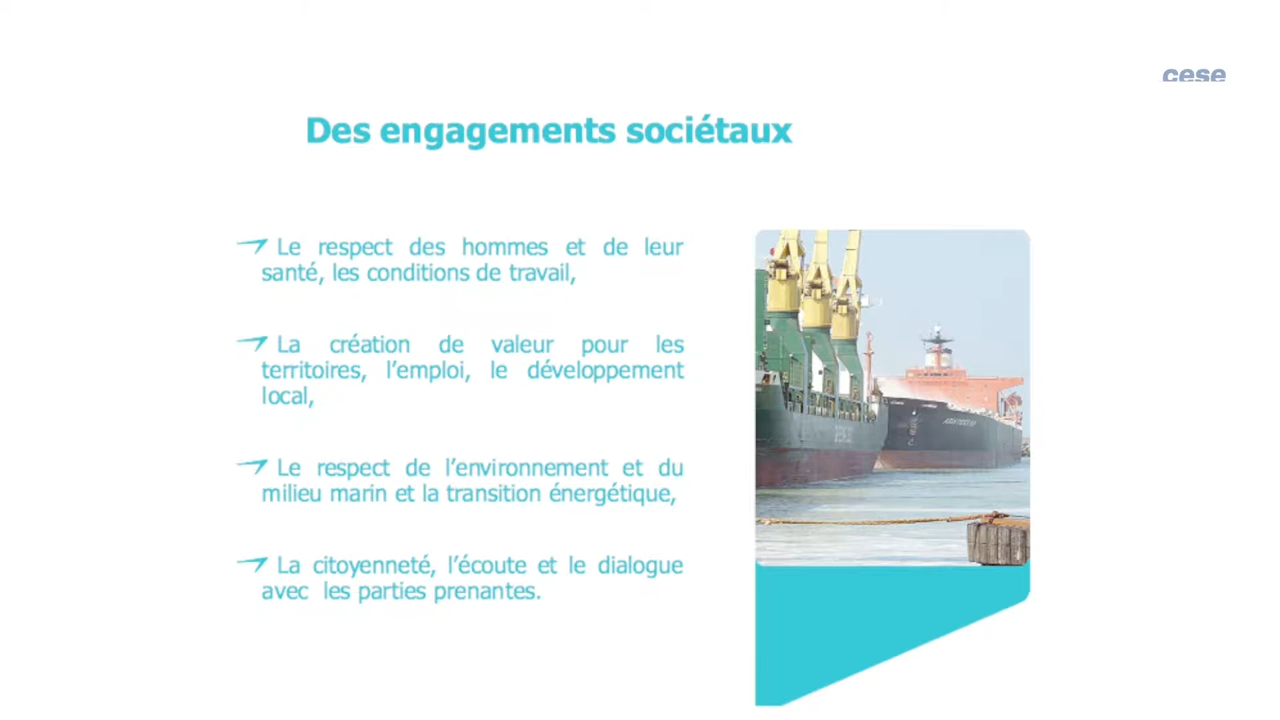 cese
Des engagements sociétaux
Le respect des hommes et de leur
santé, les conditions de travail,
La création de valeur pour les
territoires, l’emploi, le développement
local,
Le respect de l’environnement et du
milieu marin et la transition énergétique,
La citoyenneté, l’écoute et le dialogue
avec les parties prenantes.